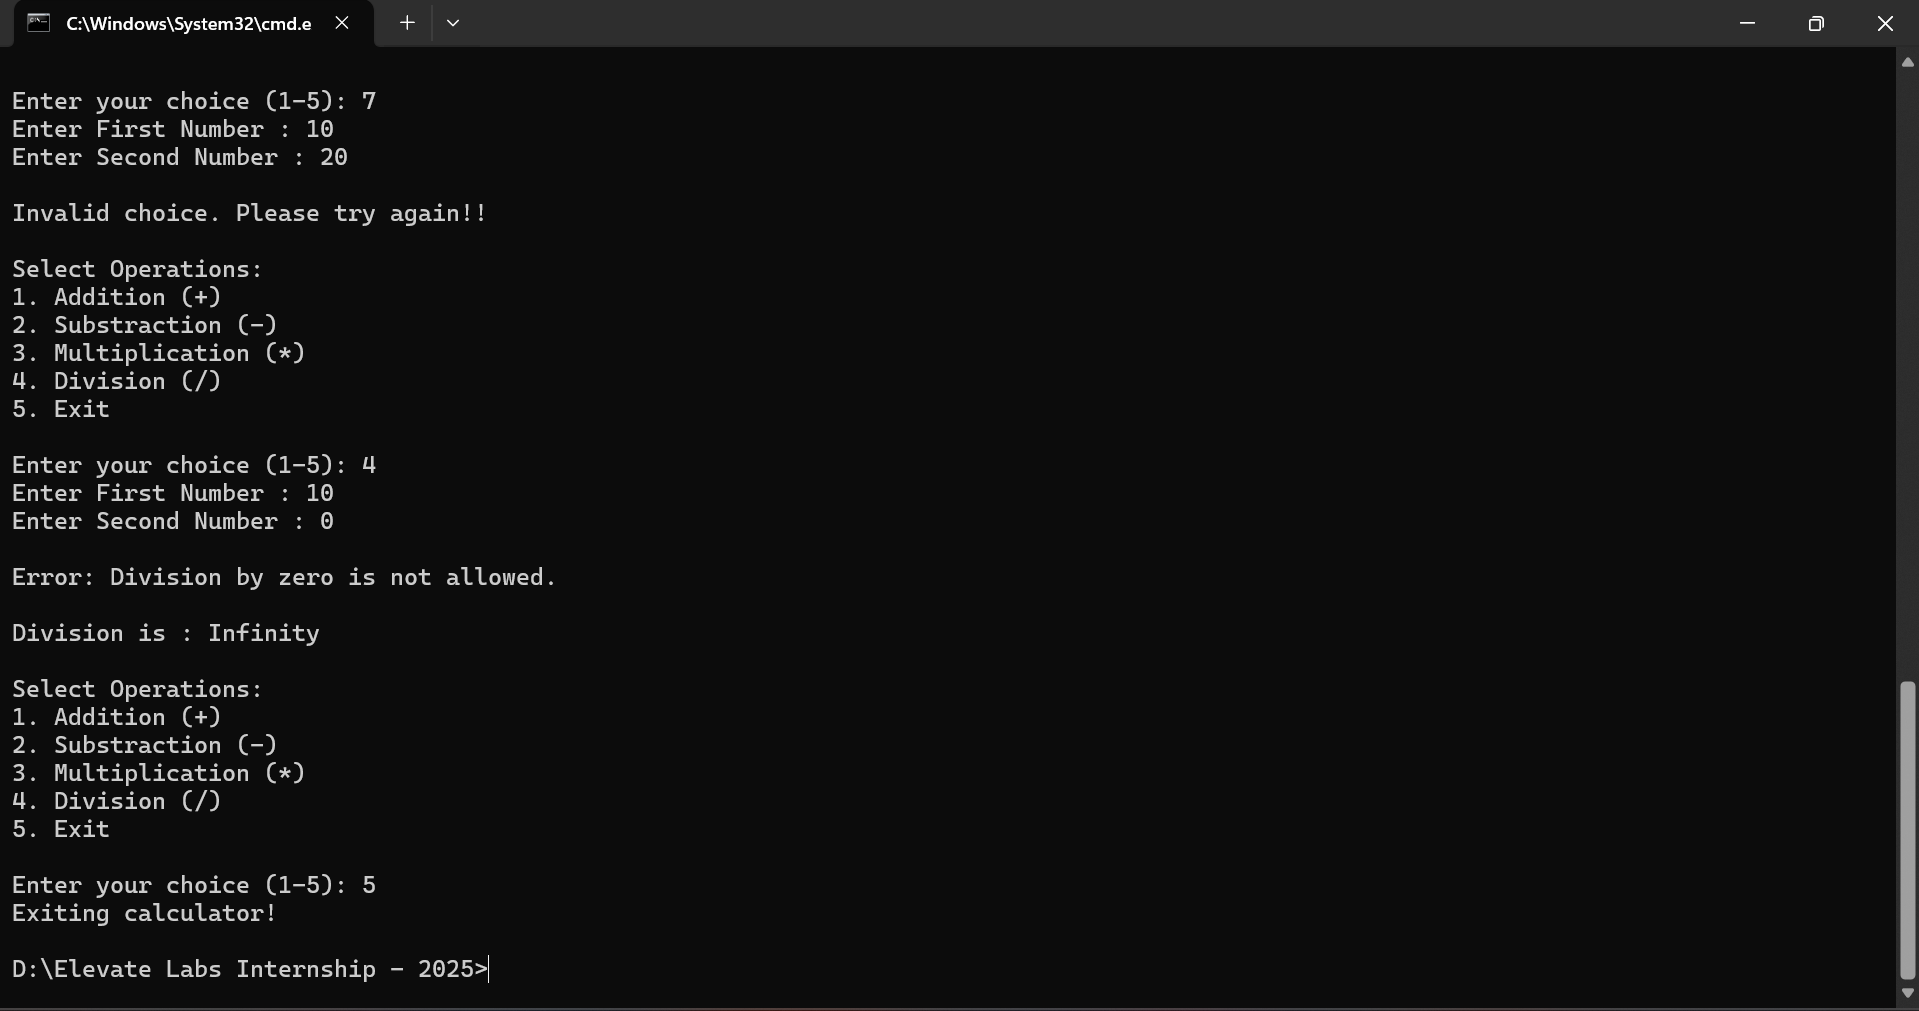 C:\Windows\System32\cmd.e
Enter your choice (1-5): 7
Enter First Number : 10
Enter Second Number : 20
Invalid choice. Please try again!!
Select Operations:
1. Addition (+)
2. Substraction (-)
3. Multiplication (*)
4. Division (/)
5. Exit
Enter your choice (1-5): 4
Enter First Number : 10
Enter Second Number : 0
Error: Division by zero is not allowed.
Division is : Infinity
Select Operations:
1. Addition (+)
2. Substraction (-)
3. Multiplication (*)
4. Division (/)
5. Exit
Enter your choice (1-5): 5
Exiting calculator!
D:\Elevate Labs Internship - 2025>